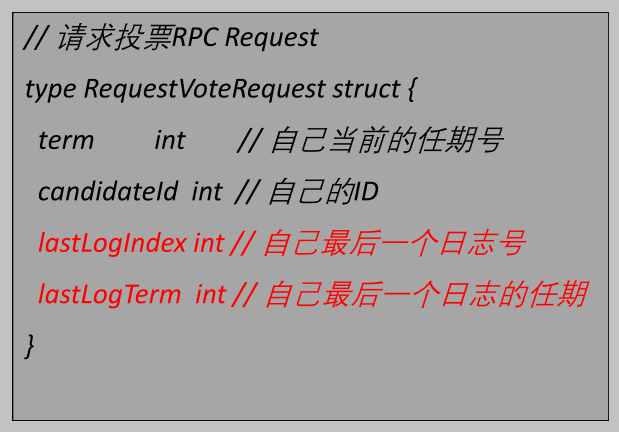 // 请求投票RPC Request
type RequestVoteRequest struct {
term int // 自己当前的任期号
candidateId int // 自己的ID
lastLogIndex int // 自己最后一个日志号
lastLogTerm int // 自己最后一个日志的任期
}